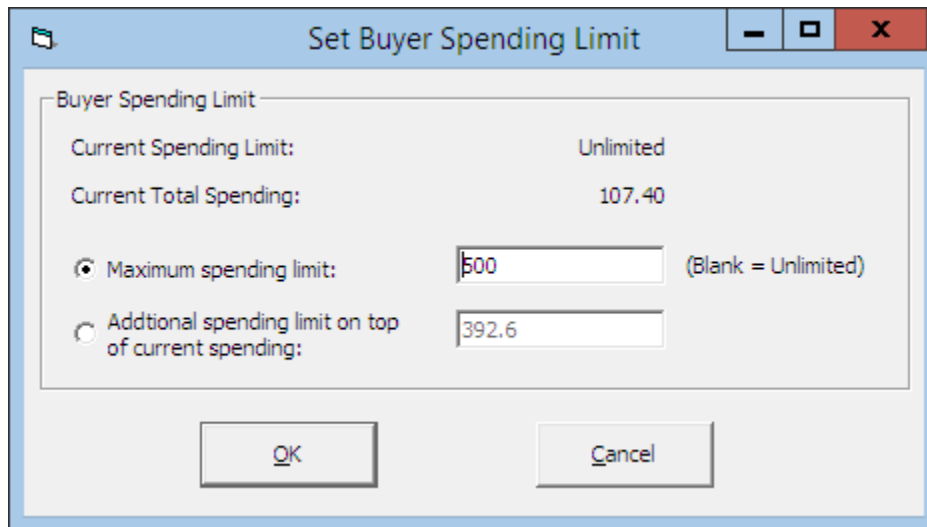 Set Buyer Spending Limit
Buyer Spending Limit
Current Spending Limit: Unlimited
Current Total Spending: 107.40
Maximum spending limit: 500 (Blank = Unlimited)
Addtional spending limit on top
of current spending: 392.6
OK Cancel